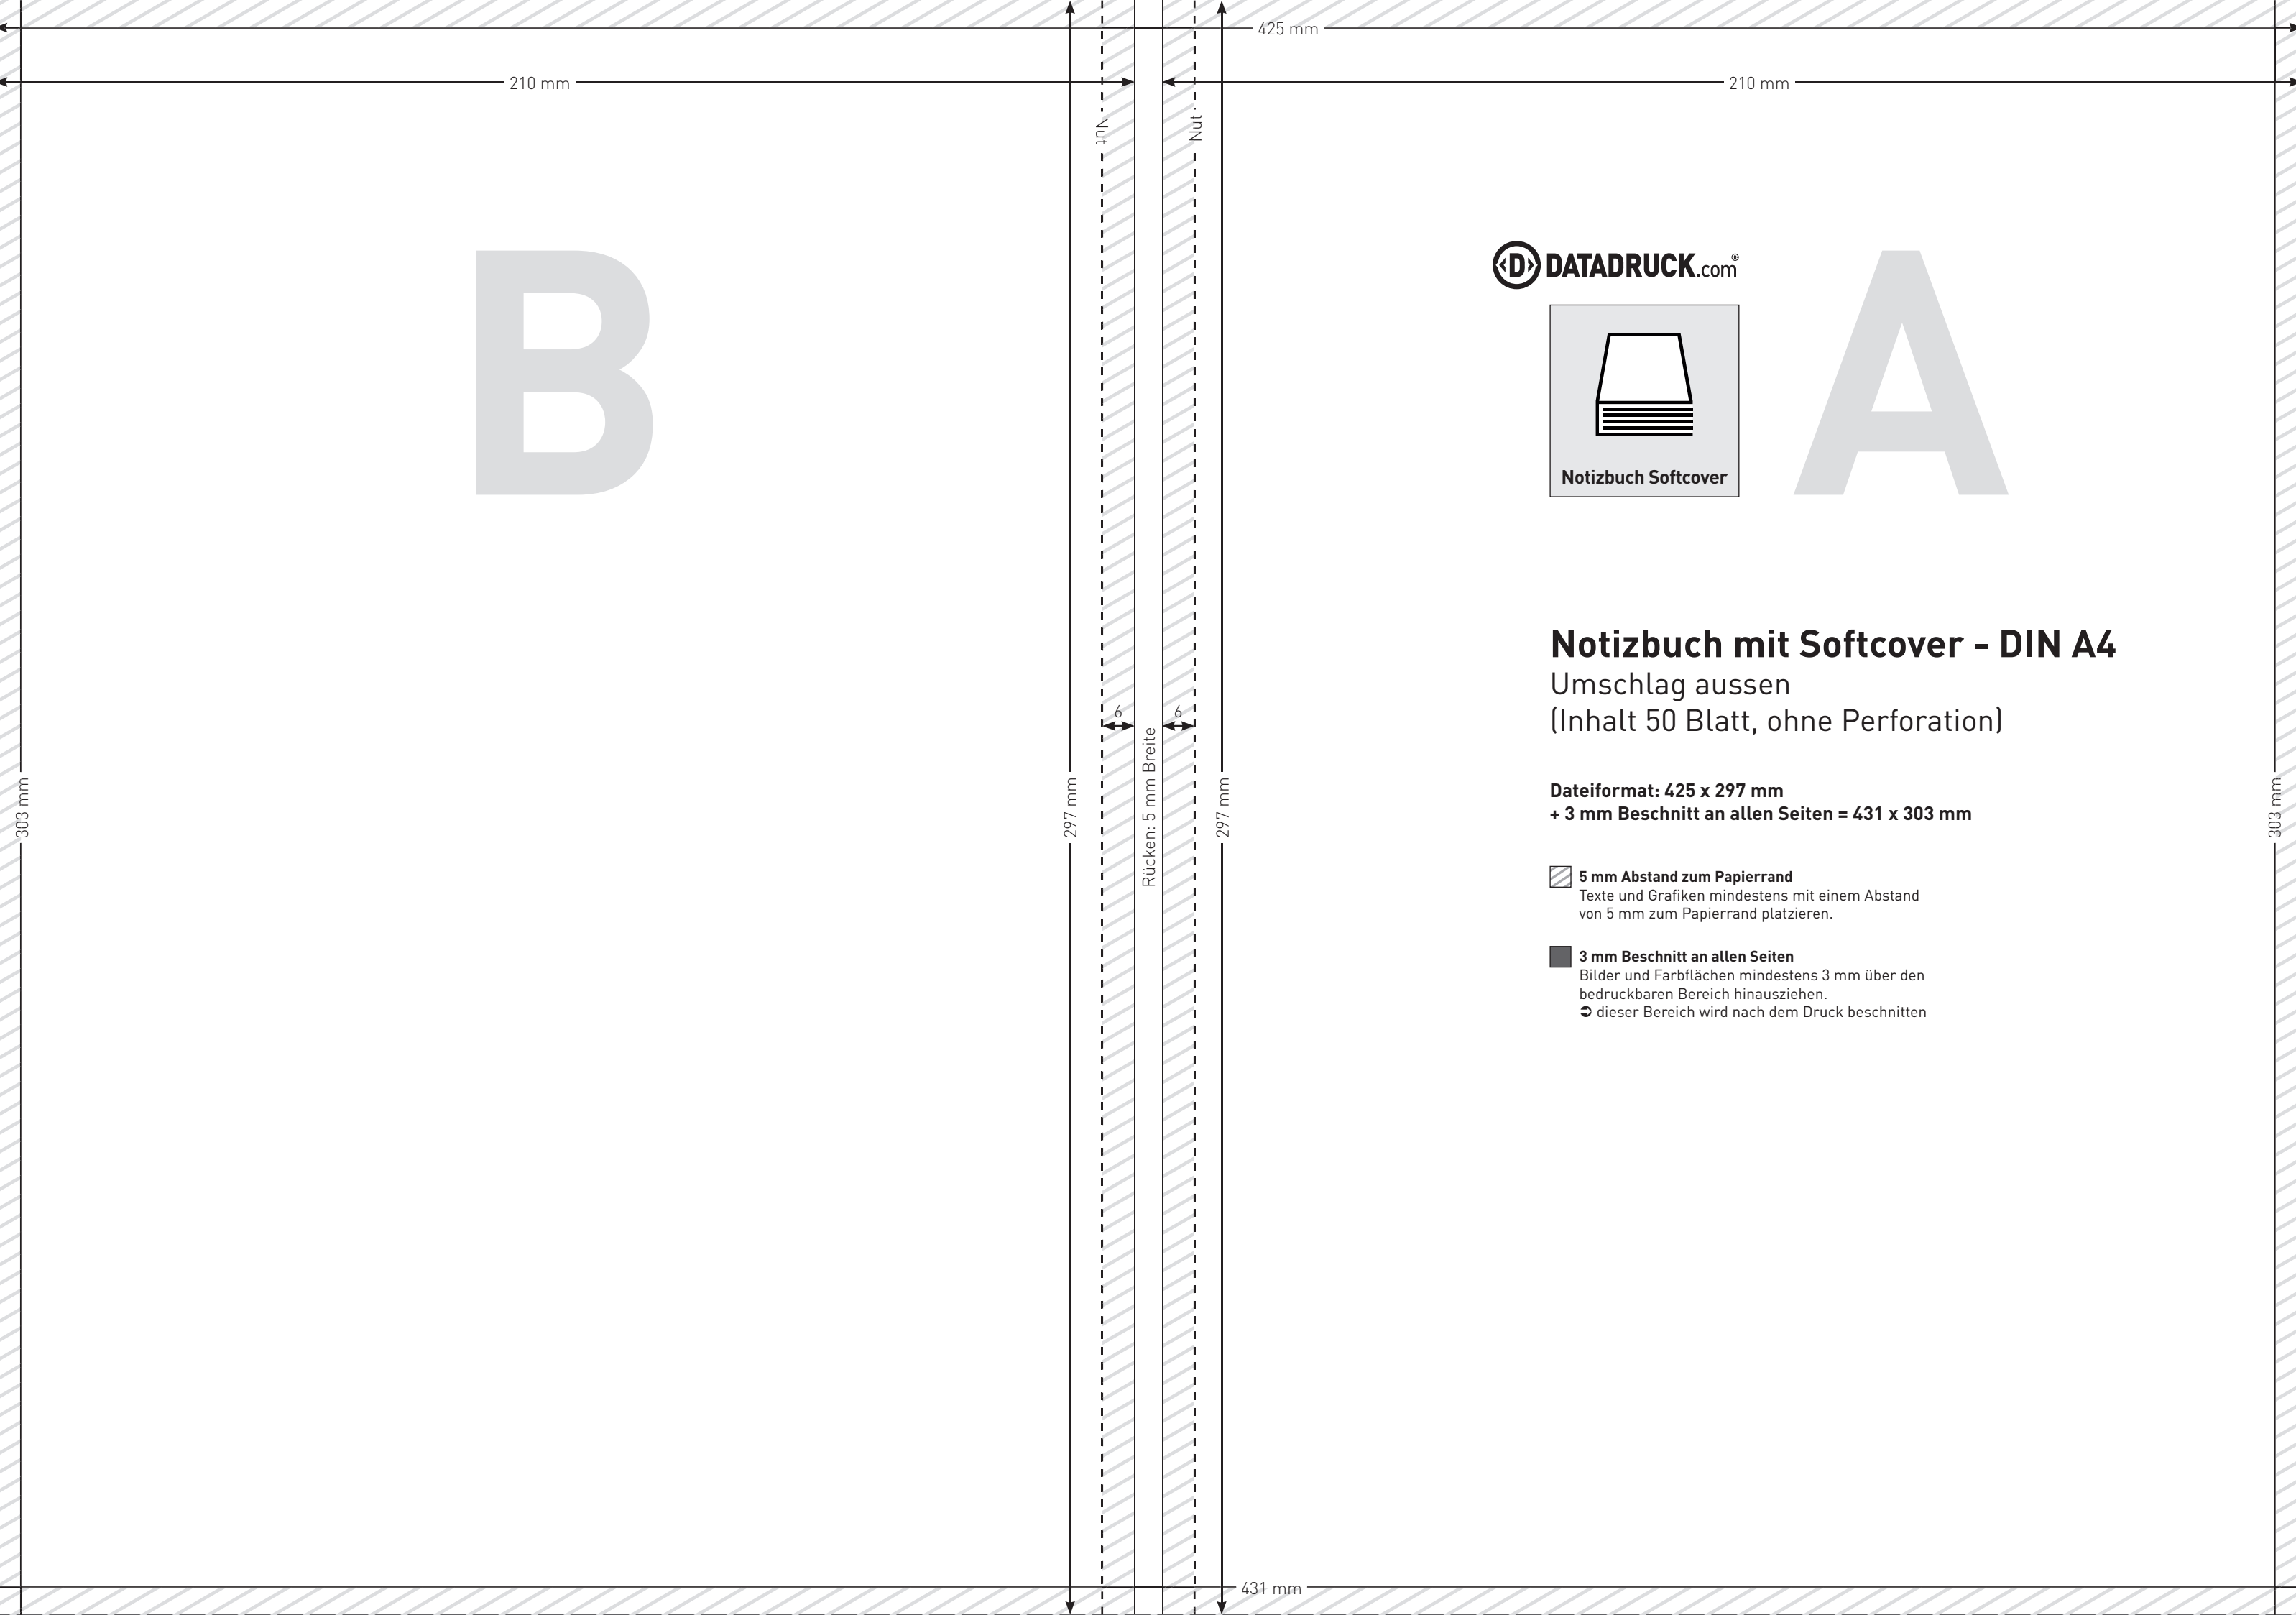 425 mm
210 mm
210 mm
Nut
Nut
B
DATADRUCK.com®
A
Notizbuch Softcover
Notizbuch mit Softcover - DIN A4
Umschlag aussen
(Inhalt 50 Blatt, ohne Perforation)
6
6
Rücken: 5 mm Breite
303 mm
297 mm
297 mm
303 mm
Dateiformat: 425 x 297 mm
+ 3 mm Beschnitt an allen Seiten = 431 x 303 mm
5 mm Abstand zum Papierrand
Texte und Grafiken mindestens mit einem Abstand
von 5 mm zum Papierrand platzieren.
3 mm Beschnitt an allen Seiten
Bilder und Farbflächen mindestens 3 mm über den
bedruckbaren Bereich hinausziehen.
➲ dieser Bereich wird nach dem Druck beschnitten
431 mm